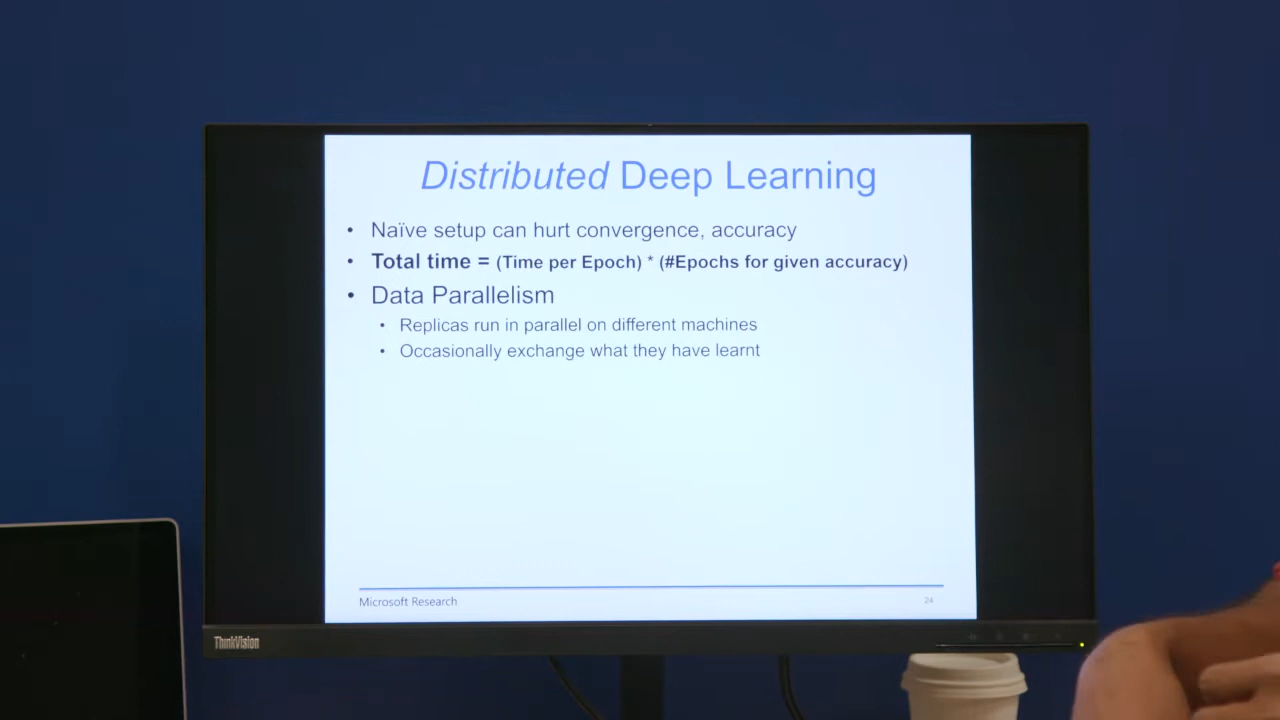 Distributed Deep Learning
• Naïve setup can hurt convergence, accuracy
• Total time = (Time per Epoch) * (#Epochs for given accuracy)
• Data Parallelism
• Replicas run in parallel on different machines
• Occasionally exchange what they have learnt
Microsoft Research
24
ThinkVision